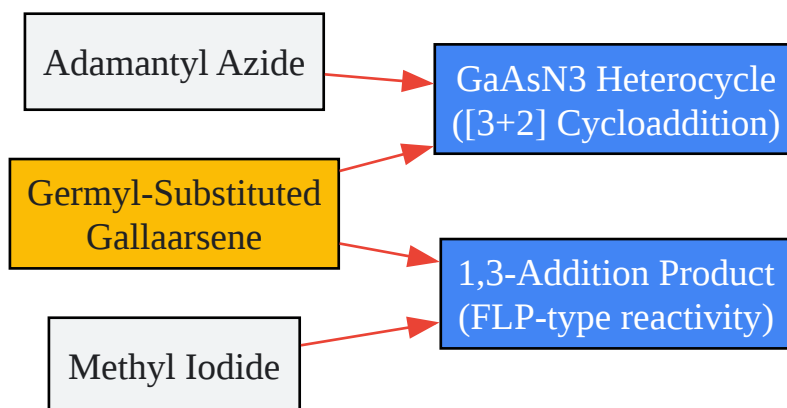 Adamantyl Azide
GaAsN3 Heterocycle
([3+2] Cycloaddition)
Germyl-Substituted
Gallaarsene
1,3-Addition Product
(FLP-type reactivity)
Methyl Iodide